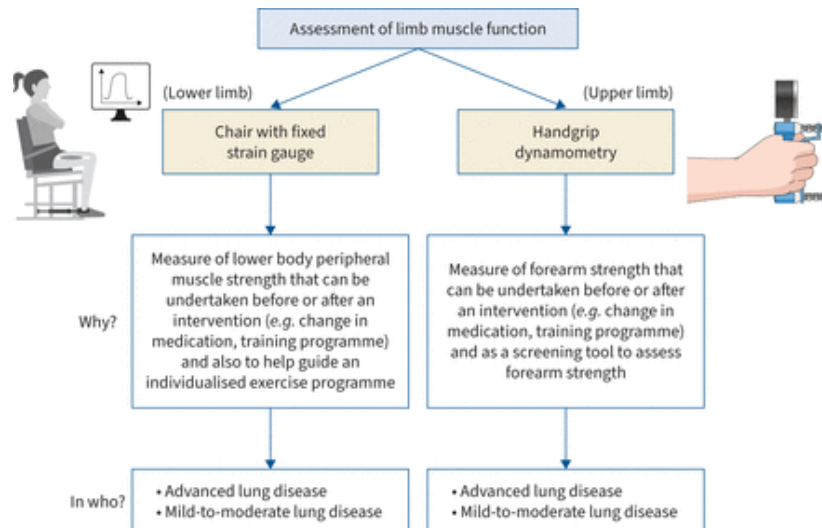 Assessment of limb muscle function
(Lower limb)
(Upper limb)
Chair with fixed
strain gauge
Handgrip
dynamometry
Why?
Measure of lower body peripheral
muscle strength that can be
undertaken before or after an
intervention (e.g. change in
medication, training programme)
and also to help guide an
individualised exercise programme
Measure of forearm strength that
can be undertaken before or after
an intervention (e.g. change in
medication, training programme)
and as a screening tool to assess
forearm strength
In who?
• Advanced lung disease
• Mild-to-moderate lung disease
• Advanced lung disease
• Mild-to-moderate lung disease